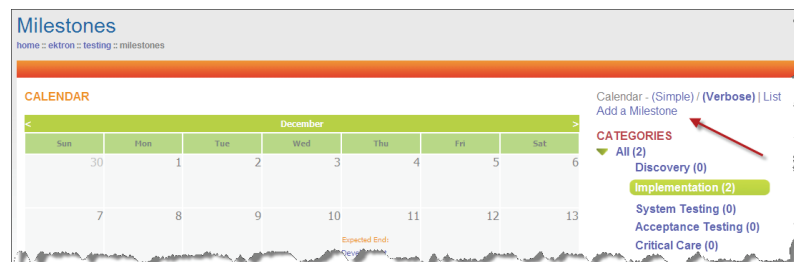 Milestones
home :: ektron :: testing :: milestones
CALENDAR
Calendar - (Simple) / (Verbose) | List
Add a Milestone
< December >
Sun Mon Tue Wed Thu Fri Sat
30 1 2 3 4 5 6
7 8 9 10 11 12 13
Expected End:
CATEGORIES
All (2)
Discovery (0)
Implementation (2)
System Testing (0)
Acceptance Testing (0)
Critical Care (0)